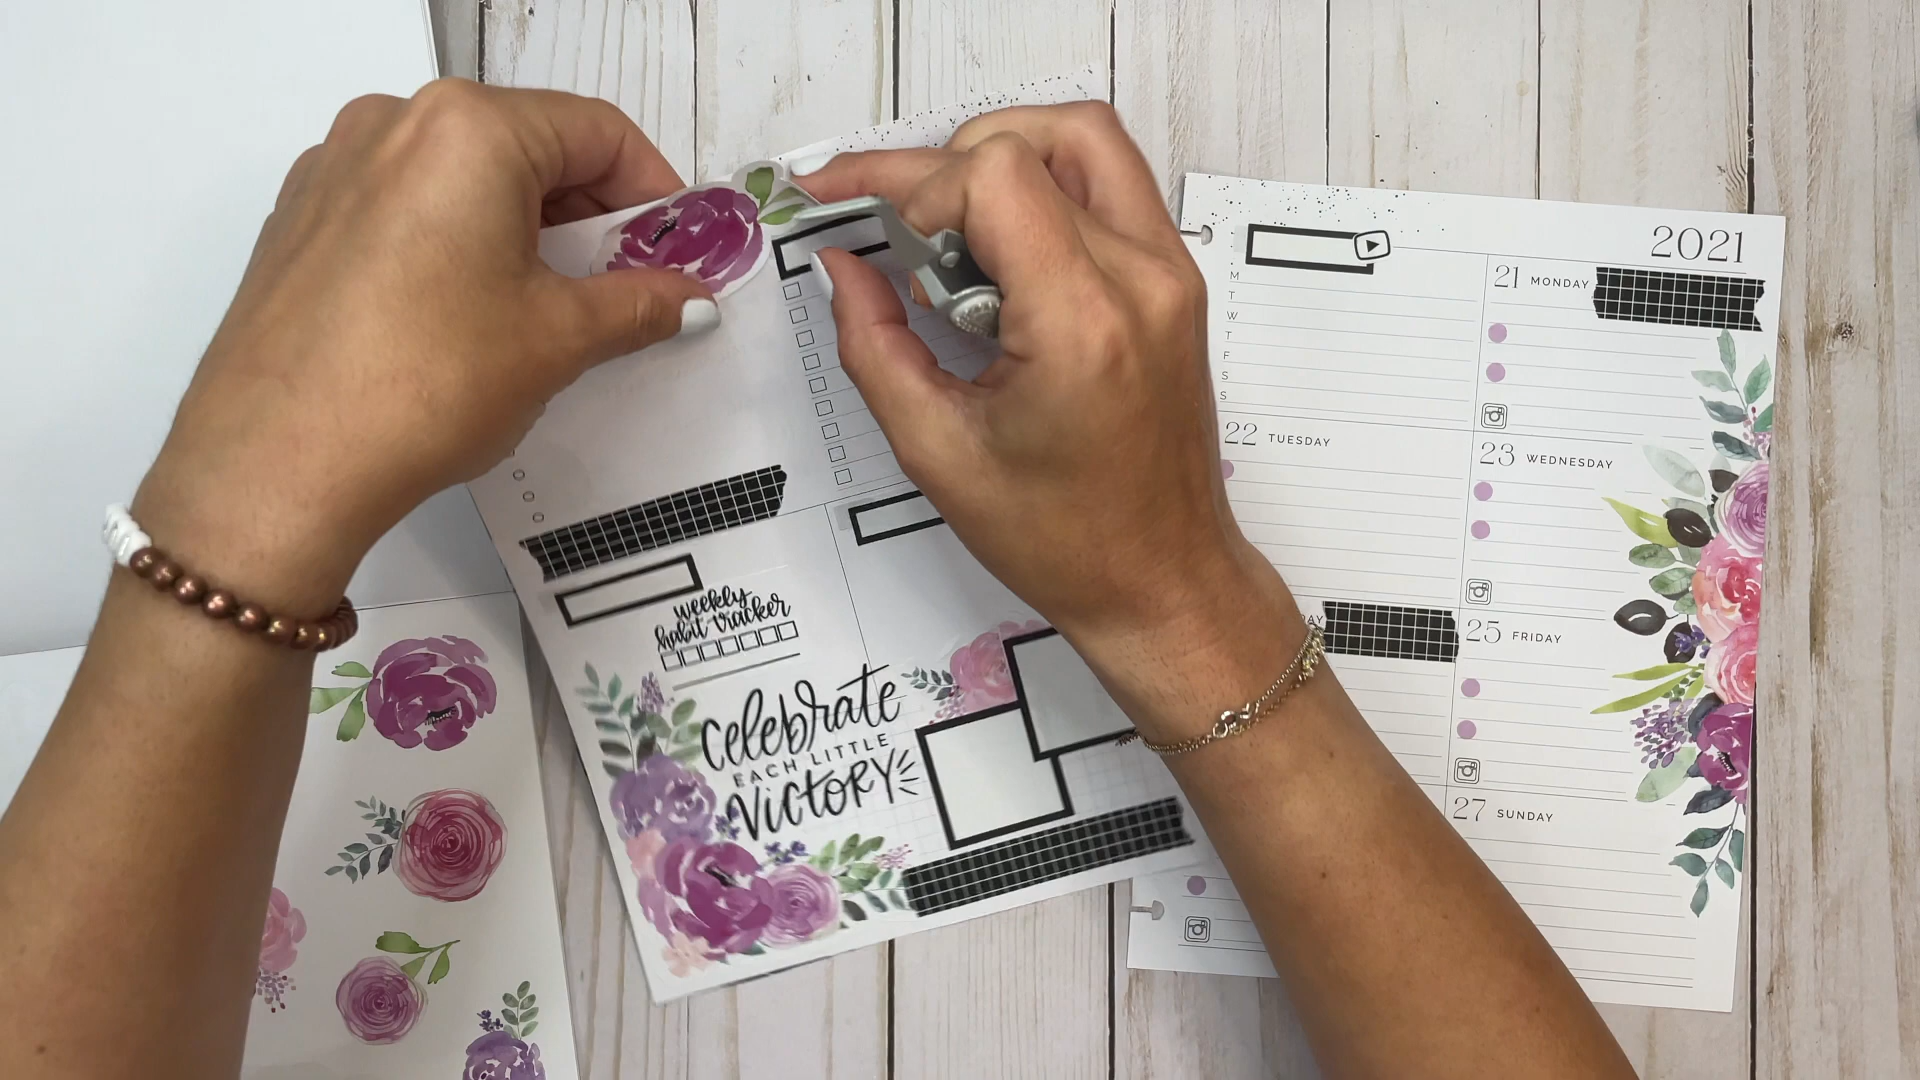 weekly
habit tracker
celebrate
EACH LITTLE
VICTORY
2021
M
T
W
T
F
S
S
21 MONDAY
22 TUESDAY
23 WEDNESDAY
25 FRIDAY
27 SUNDAY